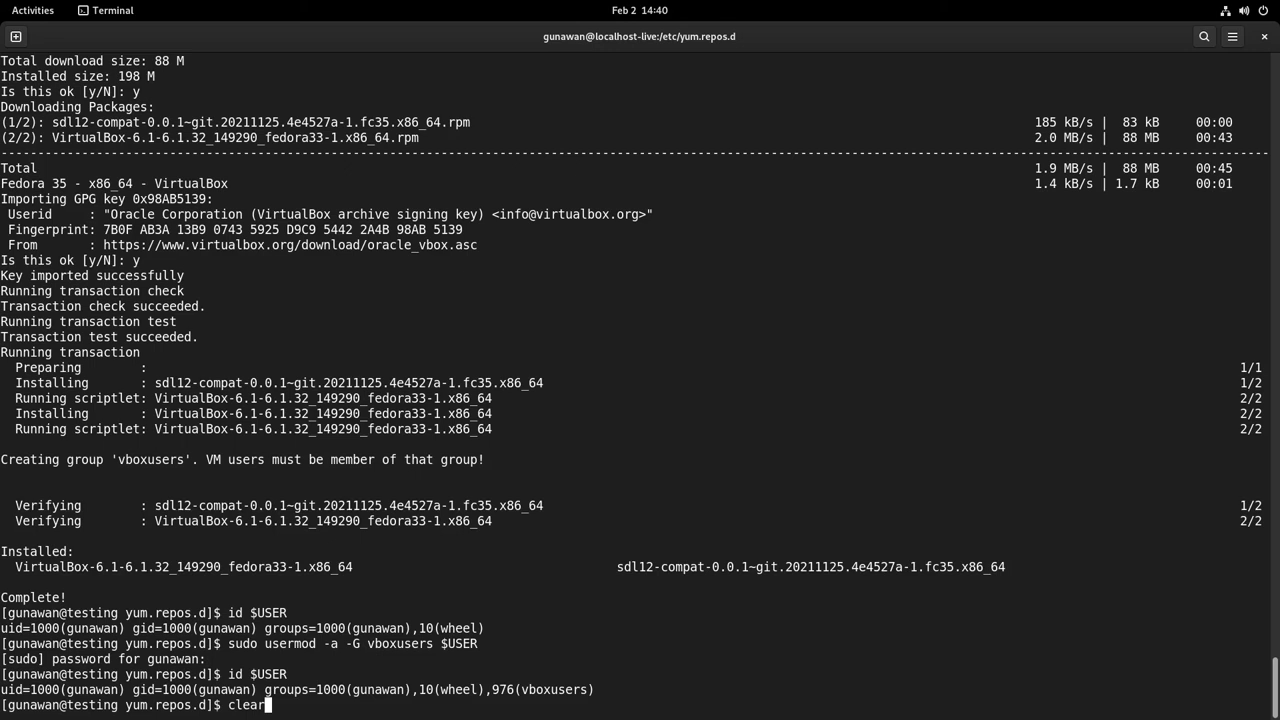 Activities Terminal Feb 2 14:40
gunawan@localhost-live:/etc/yum.repos.d
Total download size: 88 M
Installed size: 198 M
Is this ok [y/N]: y
Downloading Packages:
(1/2): sdl12-compat-0.0.1~git.20211125.4e4527a-1.fc35.x86_64.rpm 185 kB/s | 83 kB 00:00
(2/2): VirtualBox-6.1-6.1.32_149290_fedora33-1.x86_64.rpm 2.0 MB/s | 88 MB 00:43
--------------------------------------------------------------------------------
Total 1.9 MB/s | 88 MB 00:45
Fedora 35 - x86_64 - VirtualBox 1.4 kB/s | 1.7 kB 00:01
Importing GPG key 0x98AB5139:
Userid : "Oracle Corporation (VirtualBox archive signing key) <info@virtualbox.org>"
Fingerprint: 7B0F AB3A 13B9 0743 5925 D9C9 5442 2A4B 98AB 5139
From : https://www.virtualbox.org/download/oracle_vbox.asc
Is this ok [y/N]: y
Key imported successfully
Running transaction check
Transaction check succeeded.
Running transaction test
Transaction test succeeded.
Running transaction
Preparing : 1/1
Installing : sdl12-compat-0.0.1~git.20211125.4e4527a-1.fc35.x86_64 1/2
Running scriptlet: VirtualBox-6.1-6.1.32_149290_fedora33-1.x86_64 2/2
Installing : VirtualBox-6.1-6.1.32_149290_fedora33-1.x86_64 2/2
Running scriptlet: VirtualBox-6.1-6.1.32_149290_fedora33-1.x86_64 2/2
Creating group 'vboxusers'. VM users must be member of that group!
Verifying : sdl12-compat-0.0.1~git.20211125.4e4527a-1.fc35.x86_64 1/2
Verifying : VirtualBox-6.1-6.1.32_149290_fedora33-1.x86_64 2/2
Installed:
VirtualBox-6.1-6.1.32_149290_fedora33-1.x86_64 sdl12-compat-0.0.1~git.20211125.4e4527a-1.fc35.x86_64
Complete!
[gunawan@testing yum.repos.d]$ id $USER
uid=1000(gunawan) gid=1000(gunawan) groups=1000(gunawan),10(wheel)
[gunawan@testing yum.repos.d]$ sudo usermod -a -G vboxusers $USER
[sudo] password for gunawan:
[gunawan@testing yum.repos.d]$ id $USER
uid=1000(gunawan) gid=1000(gunawan) groups=1000(gunawan),10(wheel),976(vboxusers)
[gunawan@testing yum.repos.d]$ clear